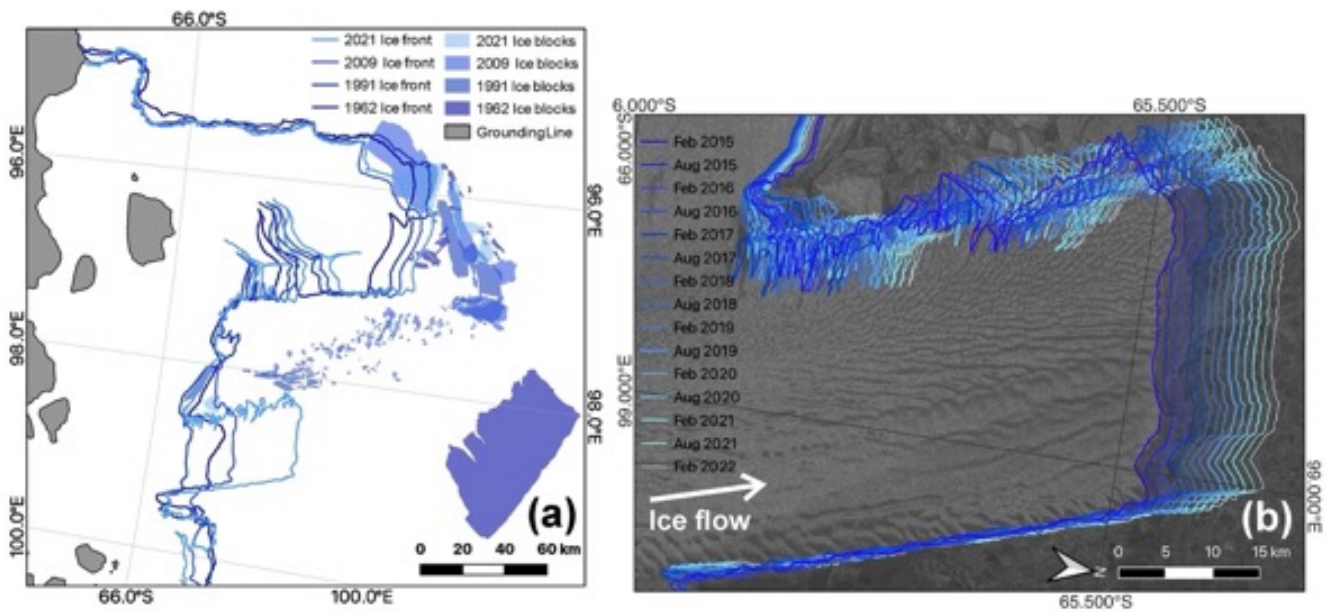 66.0°S
2021 Ice front 2021 Ice blocks
2009 Ice front 2009 Ice blocks
1991 Ice front 1991 Ice blocks
1962 Ice front 1962 Ice blocks
GroundingLine
96.0°E
96.0°E
98.0°E
98.0°E
100.0°E
(a)
0 20 40 60 km
66.0°S 100.0°E
6.000°S 65.500°S
66.000°S
Feb 2015
Aug 2015
Feb 2016
Aug 2016
Feb 2017
Aug 2017
Feb 2018
Aug 2018
Feb 2019
Aug 2019
Feb 2020
Aug 2020
Feb 2021
Aug 2021
Feb 2022
99.000°E
99.000°E
Ice flow
(b)
N
0 5 10 15 km
65.500°S